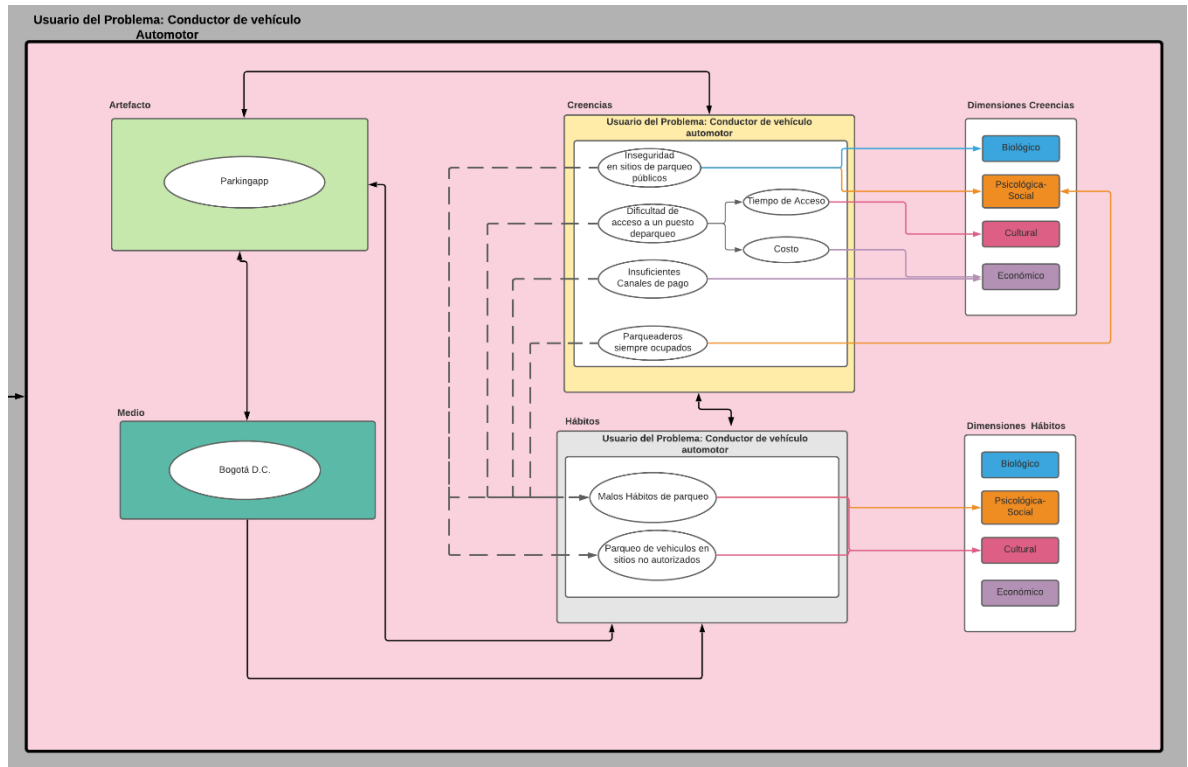 Usuario del Problema: Conductor de vehículo
Automotor
Artefacto
Parkingapp
Medio
Bogotá D.C.
Creencias
Usuario del Problema: Conductor de vehículo
automotor
Inseguridad
en sitios de parqueo
públicos
Dificultad de
acceso a un puesto
deparqueo
Tiempo de Acceso
Costo
Insuficientes
Canales de pago
Parqueaderos
siempre ocupados
Dimensiones Creencias
Biológico
Psicológica-
Social
Cultural
Económico
Hábitos
Usuario del Problema: Conductor de vehículo
automotor
Malos Hábitos de parqueo
Parqueo de vehiculos en
sitios no autorizados
Dimensiones Hábitos
Biológico
Psicológica-
Social
Cultural
Económico